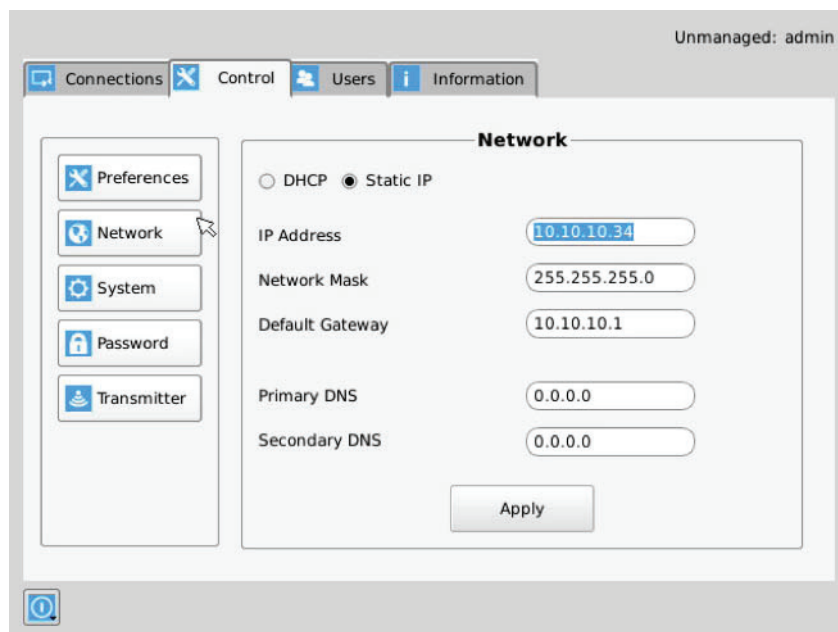 Unmanaged: admin
Connections Control Users i Information
Network
Preferences
DHCP Static IP
Network
IP Address 10.10.10.34
Network Mask 255.255.255.0
System
Default Gateway 10.10.10.1
Password
Transmitter
Primary DNS 0.0.0.0
Secondary DNS 0.0.0.0
Apply